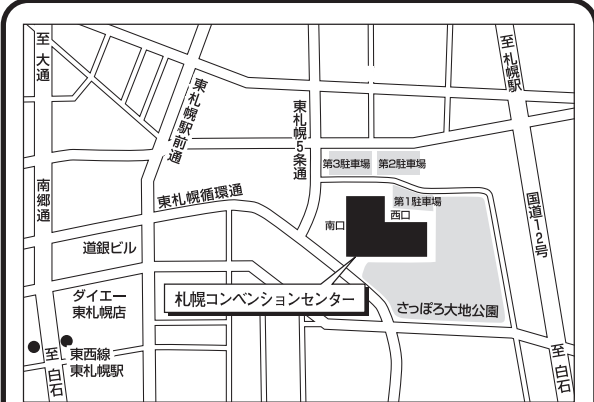 至大通
至札幌駅
東札幌駅前通
東札幌5条通
第3駐車場
第2駐車場
南郷通
東札幌循環通
第1駐車場
西口
南口
国道12号
道銀ビル
札幌コンベンションセンター
ダイエー
東札幌店
さっぽろ大地公園
東西線
東札幌駅
至白石
至白石